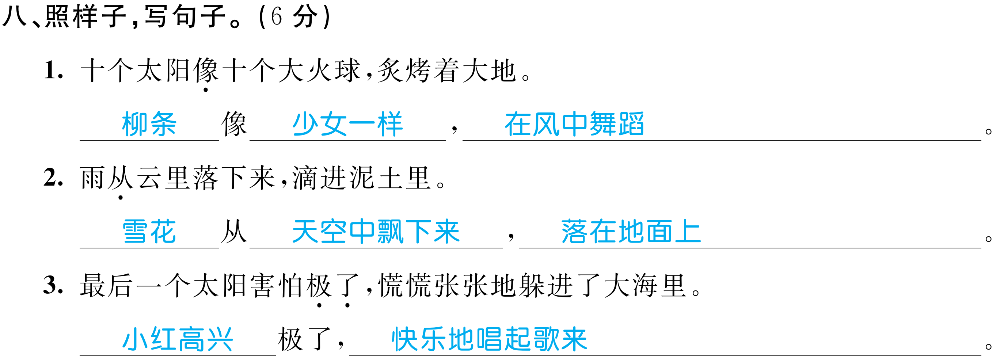 八、照样子,写句子。(6 分)
1. 十个太阳像十个大火球,炙烤着大地。
柳条 像 少女一样 , 在风中舞蹈 。
2. 雨从云里落下来,滴进泥土里。
雪花 从 天空中飘下来 , 落在地面上 。
3. 最后一个太阳害怕极了,慌慌张张地躲进了大海里。
小红高兴 极了, 快乐地唱起歌来 。